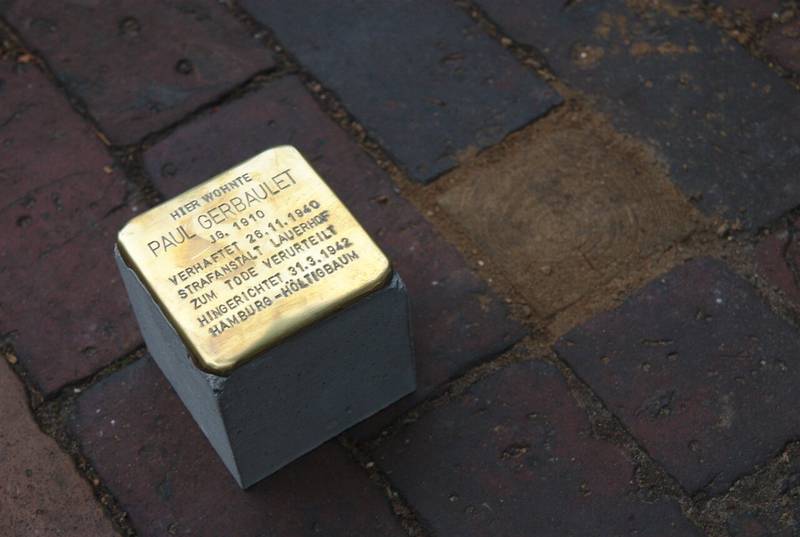 HIER WOHNTE
PAUL GERBAULET
JG. 1910
VERHAFTET 26.11.1940
STRAFANSTALT LAUERHOF
ZUM TODE VERURTEILT
HINGERICHTET 31.3.1942
HAMBURG-HÖLTIGBAUM